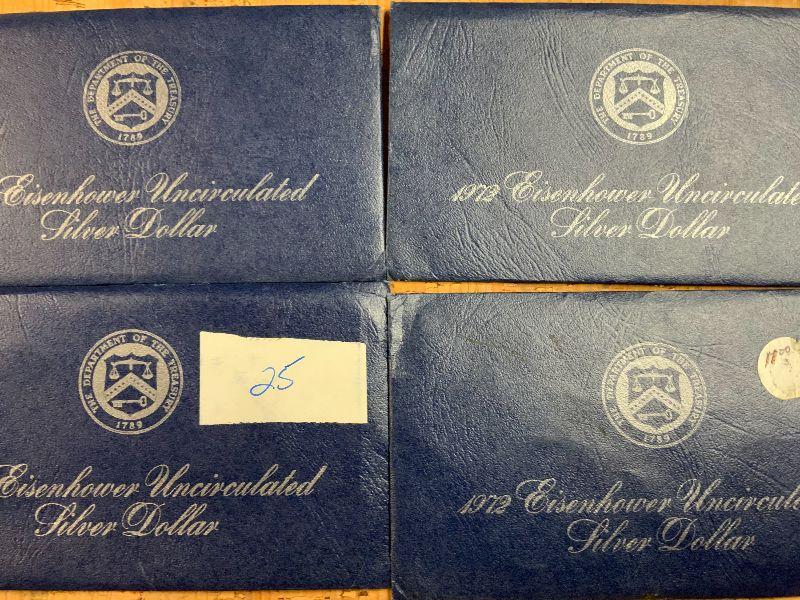 THE DEPARTMENT OF THE TREASURY
1789
Eisenhower Uncirculated
Silver Dollar
THE DEPARTMENT OF THE TREASURY
1789
1972 Eisenhower Uncirculate
Silver Dollar
THE DEPARTMENT OF THE TREASURY
1789
25
Eisenhower Uncirculated
Silver Dollar
THE DEPARTMENT OF THE TREASURY
1789
1972 Eisenhower Uncircula
Silver Dollar